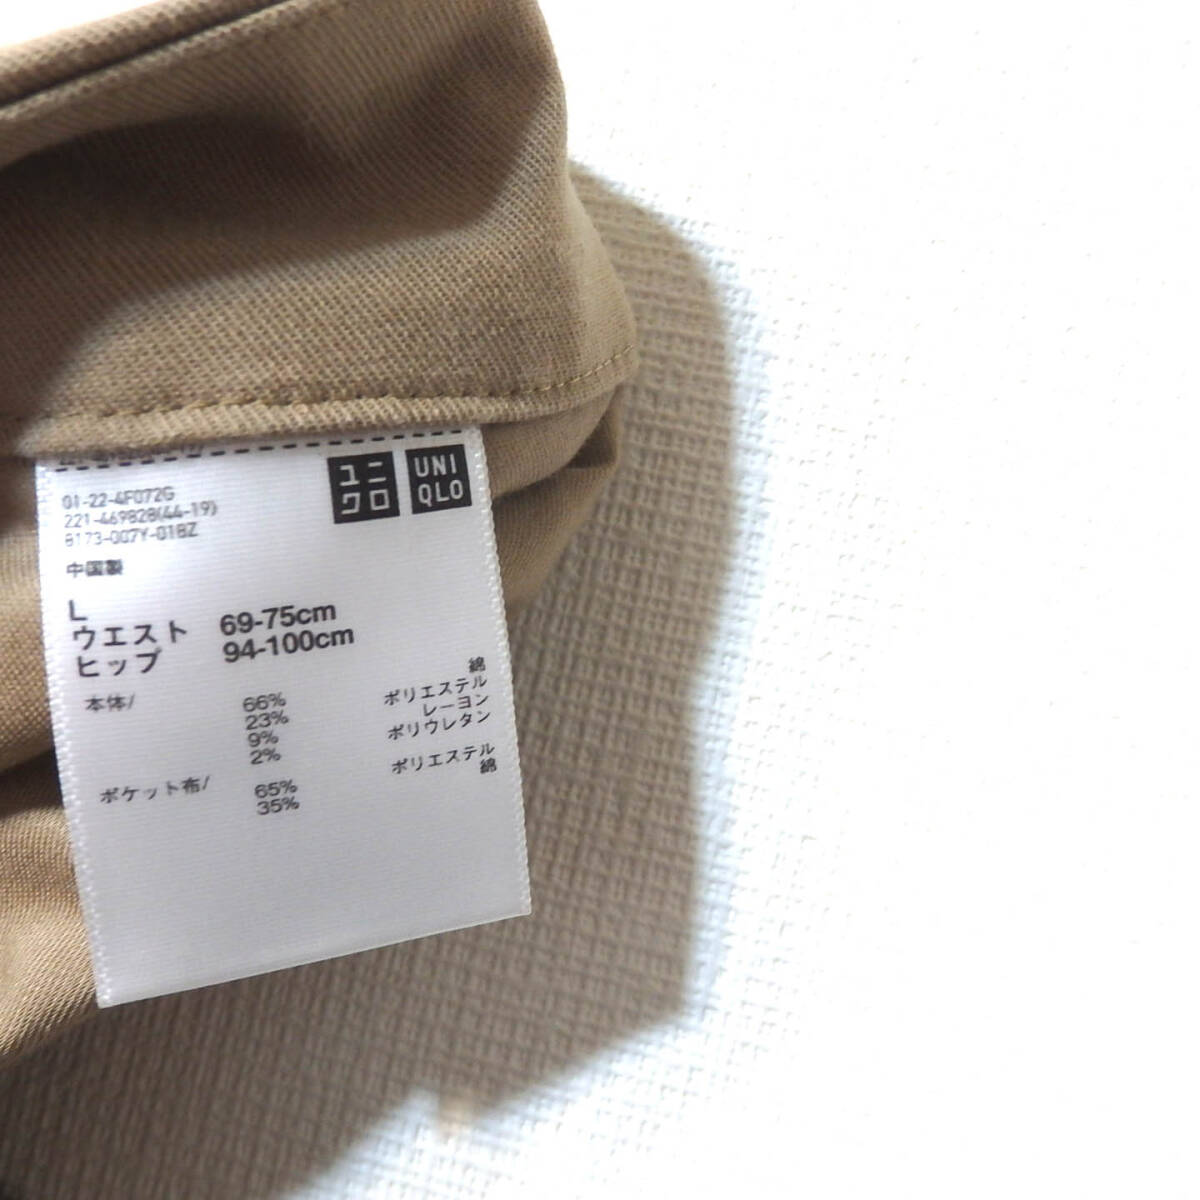 01-22-4F072G
221-469828(44-19)
8173-007Y-01BZ
中国製
ユニ
クロ
UNI
QLO
L
ウエスト 69-75cm
ヒップ 94-100cm
本体/ 66% 綿
23% ポリエステル
9% レーヨン
2% ポリウレタン
ポケット布/ 65% ポリエステル
35% 綿